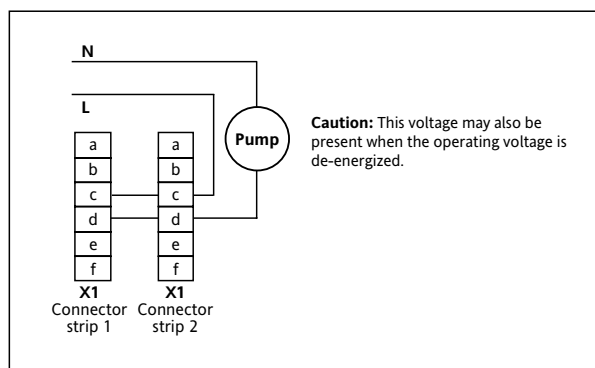 N
L
Pump
Caution: This voltage may also be
present when the operating voltage is
de-energized.
a
b
c
d
e
f
X1
Connector
strip 1
a
b
c
d
e
f
X1
Connector
strip 2